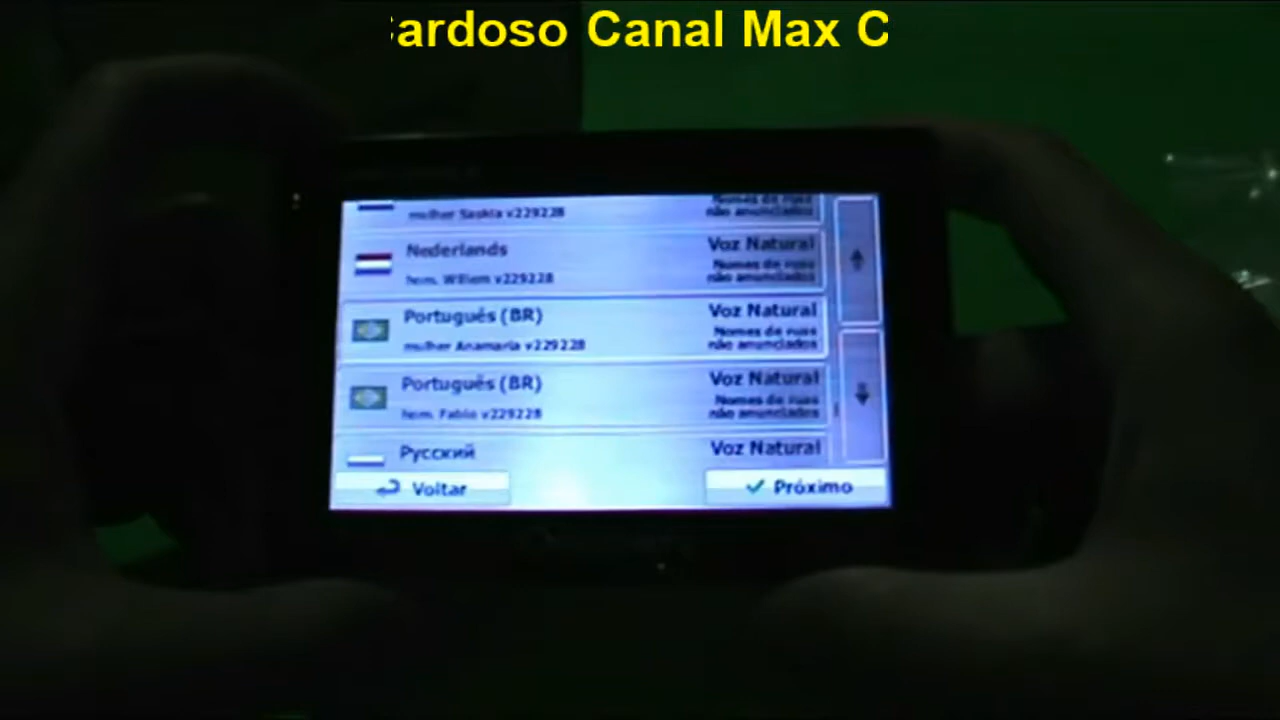 ardoso Canal Max C
mulher Saskia v229228
Nomes de ruas
não anunciados
Nederlands
Voz Natural
hom. Willem v229228
Nomes de ruas
não anunciados
Português (BR)
Voz Natural
mulher Anamaria v229228
Nomes de ruas
não anunciados
Português (BR)
Voz Natural
hom. Fabio v229228
Nomes de ruas
não anunciados
Русский
Voz Natural
Voltar
Próximo